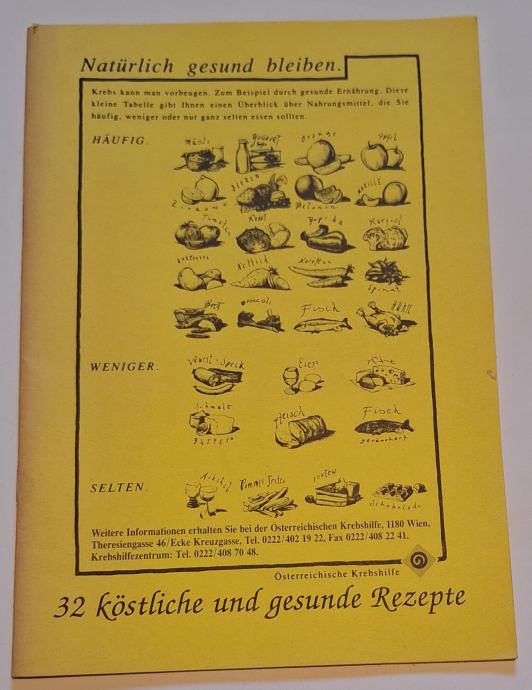 Natürlich gesund bleiben.
Krebs kann man vorbeugen. Zum Beispiel durch gesunde Ernährung. Diese
kleine Tabelle gibt Ihnen einen Überblick über Nahrungsmittel, die Sie
häufig, weniger oder nur ganz selten essen sollten.
HÄUFIG.
Müsli Orange Apfel
Zitrone BEEREN Melonen MARILLE
Tomaten Kohl Paprika Karfiol
Kartoffel Rettich Karotten Spinat
Brot Broccoli Fisch HUHN
WENIGER.
Wurst-Speck Eier Käse
Schmalz Butter Fleisch Fisch geräuchert
SELTEN.
Alkohol Pommes Frites Torten Schokolade
Weitere Informationen erhalten Sie bei der Österreichischen Krebshilfe, 1180 Wien,
Theresiengasse 46/Ecke Kreuzgasse, Tel. 0222/402 19 22, Fax 0222/408 22 41.
Krebshilfezentrum: Tel. 0222/408 70 48.
Österreichische Krebshilfe
32 köstliche und gesunde Rezepte